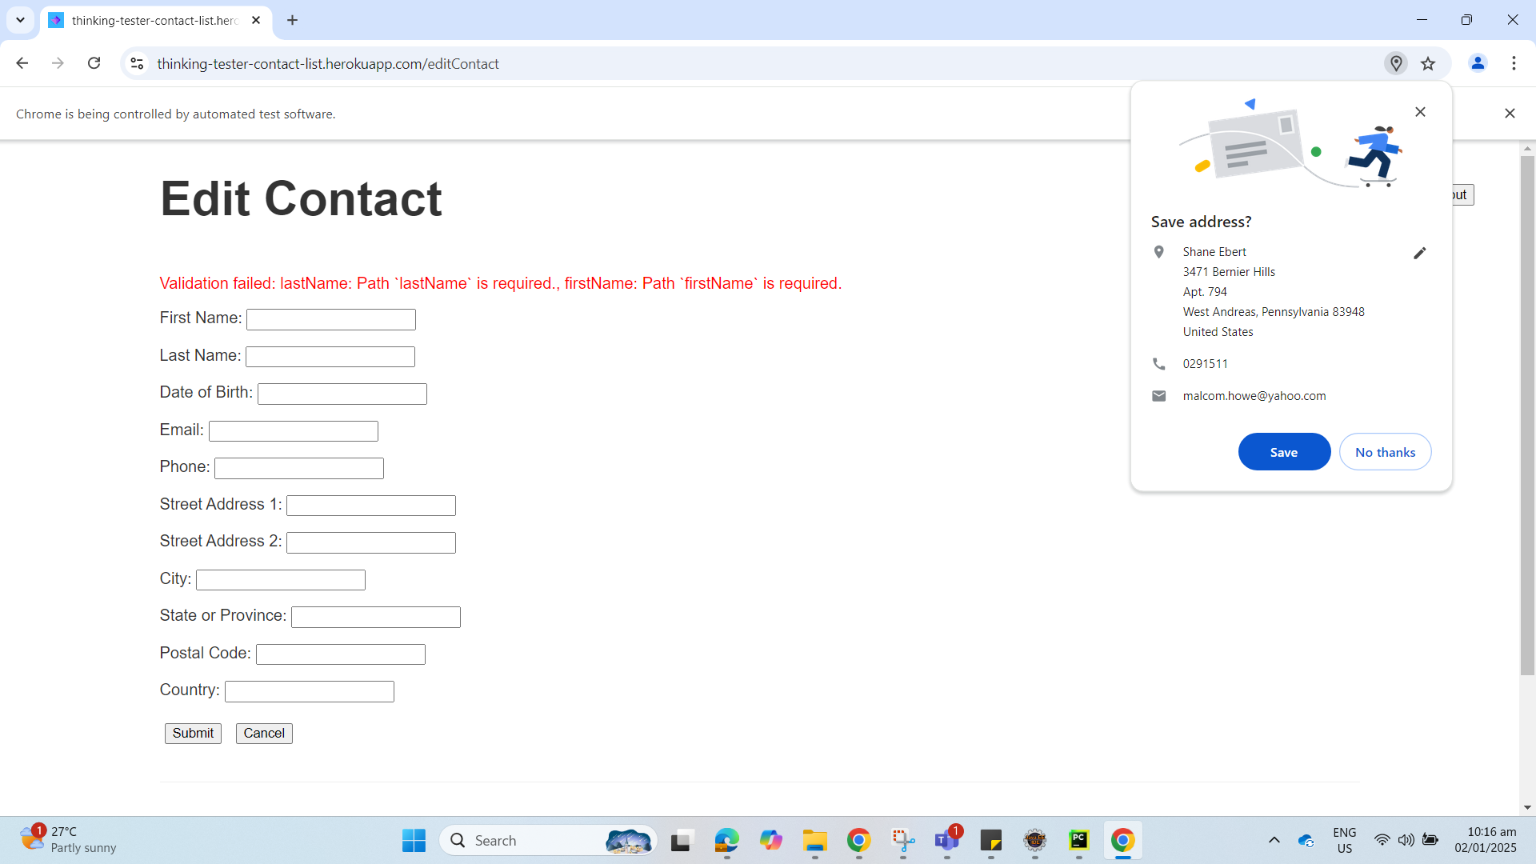 thinking-tester-contact-list.hero
thinking-tester-contact-list.herokuapp.com/editContact
Chrome is being controlled by automated test software.
Edit Contact
Validation failed: lastName: Path `lastName` is required., firstName: Path `firstName` is required.
First Name:
Last Name:
Date of Birth:
Email:
Phone:
Street Address 1:
Street Address 2:
City:
State or Province:
Postal Code:
Country:
Submit Cancel
Save address?
Shane Ebert
3471 Bernier Hills
Apt. 794
West Andreas, Pennsylvania 83948
United States
0291511
malcom.howe@yahoo.com
Save No thanks
1
27°C
Partly sunny
Search
1
PC
ENG
US
10:16 am
02/01/2025